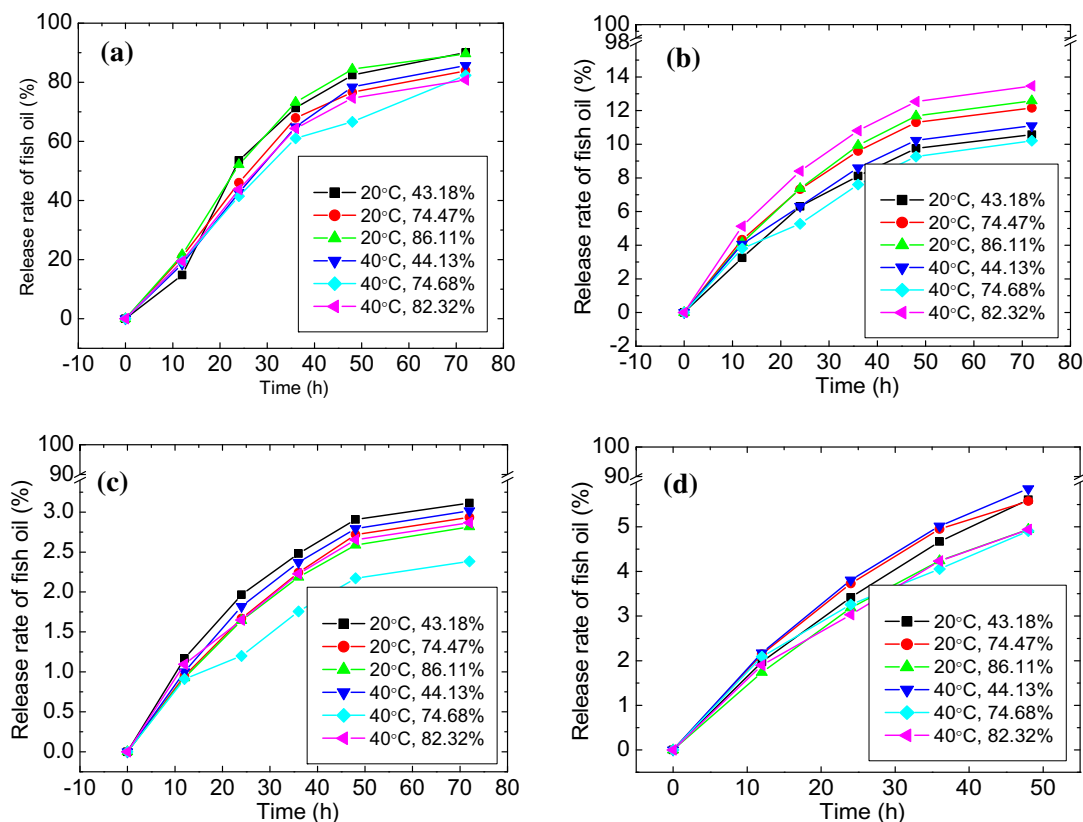 (a)
Release rate of fish oil (%)
100
80
60
40
20
0
-10 0 10 20 30 40 50 60 70 80
Time (h)
20°C, 43.18%
20°C, 74.47%
20°C, 86.11%
40°C, 44.13%
40°C, 74.68%
40°C, 82.32%
(b)
Release rate of fish oil (%)
100
98
14
12
10
8
6
4
2
0
-2
-10 0 10 20 30 40 50 60 70 80
Time (h)
20°C, 43.18%
20°C, 74.47%
20°C, 86.11%
40°C, 44.13%
40°C, 74.68%
40°C, 82.32%
(c)
Release rate of fish oil (%)
100
90
3.0
2.5
2.0
1.5
1.0
0.5
0.0
-10 0 10 20 30 40 50 60 70 80
Time (h)
20°C, 43.18%
20°C, 74.47%
20°C, 86.11%
40°C, 44.13%
40°C, 74.68%
40°C, 82.32%
(d)
Release rate of fish oil (%)
100
90
5
4
3
2
1
0
0 10 20 30 40 50
Time (h)
20°C, 43.18%
20°C, 74.47%
20°C, 86.11%
40°C, 44.13%
40°C, 74.68%
40°C, 82.32%